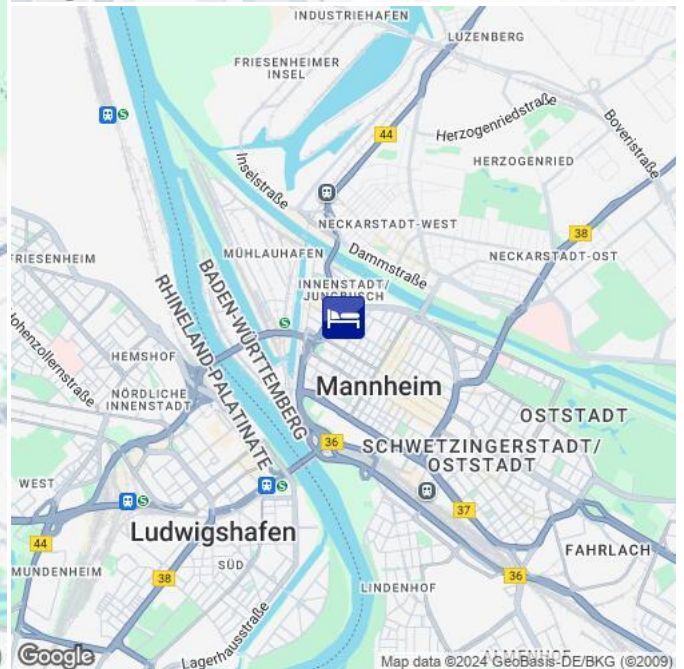 INDUSTRIEHAFEN
LUZENBERG
FRIESENHEIMER
INSEL
44
Herzogenriedstraße
Boveristraße
S
Inselstraße
HERZOGENRIED
NECKARSTADT-WEST
38
FRIESENHEIM
MÜHLAUHAFEN
Dammstraße
NECKARSTADT-OST
BADEN-WÜRTTEMBERG
RHINELAND-PALATINATE
INNENSTADT/
JUNGBUSCH
S
Hohenzollernstraße
HEMSHOF
NÖRDLICHE
INNENSTADT
Mannheim
OSTSTADT
36
SCHWETZINGERSTADT/
OSTSTADT
WEST
S
S
37
Ludwigshafen
44
MUNDENHEIM
38
SÜD
FAHRLACH
36
LINDENHOF
Lagerhausstraße
ALMENHOF
Google
Map data ©2024 GeoBasis-DE/BKG (©2009)